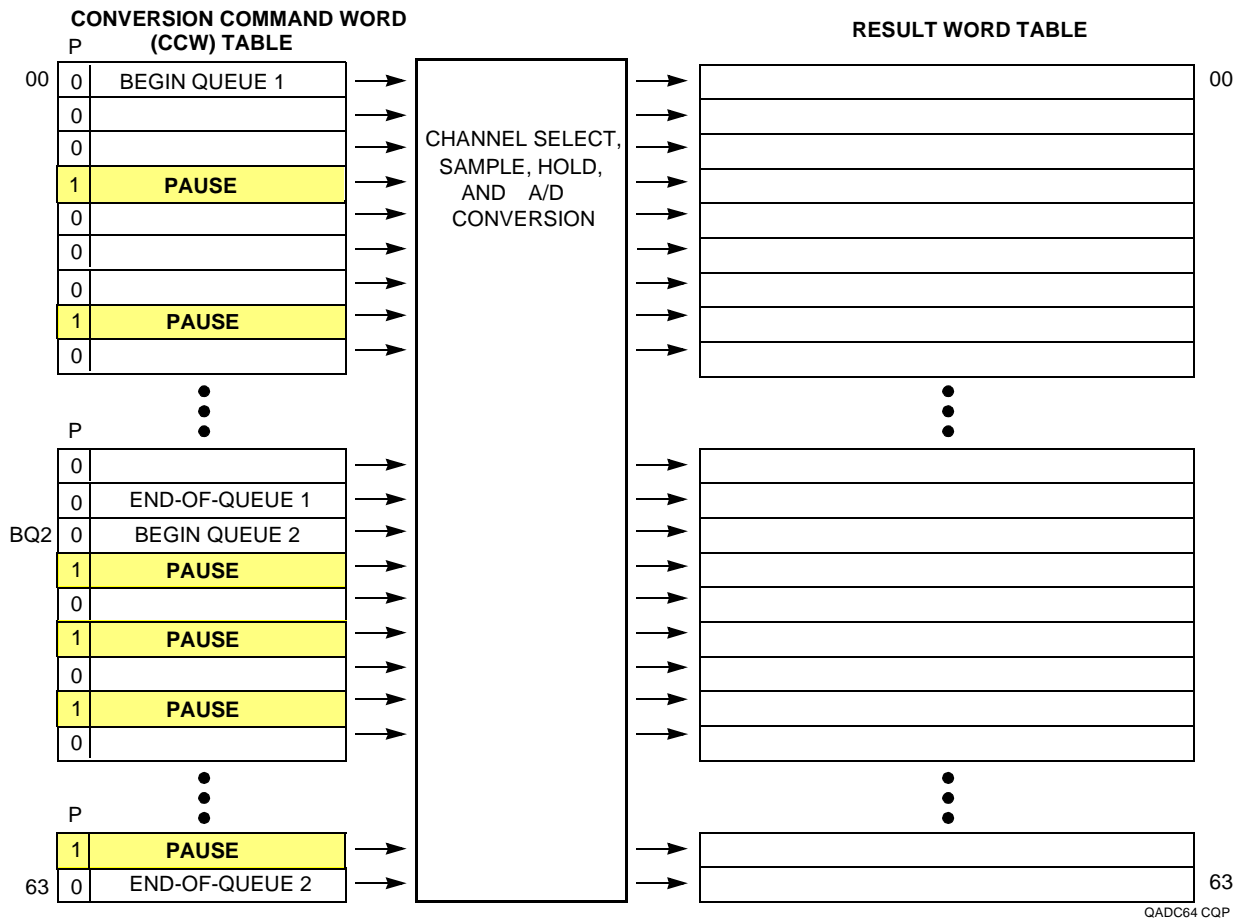 CONVERSION COMMAND WORD
(CCW) TABLE
RESULT WORD TABLE
P
00 0 BEGIN QUEUE 1 00
0
0
1 PAUSE
0
0
0
1 PAUSE
0
CHANNEL SELECT,
SAMPLE, HOLD,
AND A/D
CONVERSION
P
0
0 END-OF-QUEUE 1
BQ2 0 BEGIN QUEUE 2
1 PAUSE
0
1 PAUSE
0
1 PAUSE
0
P
1 PAUSE
63 0 END-OF-QUEUE 2 63
QADC64 CQP